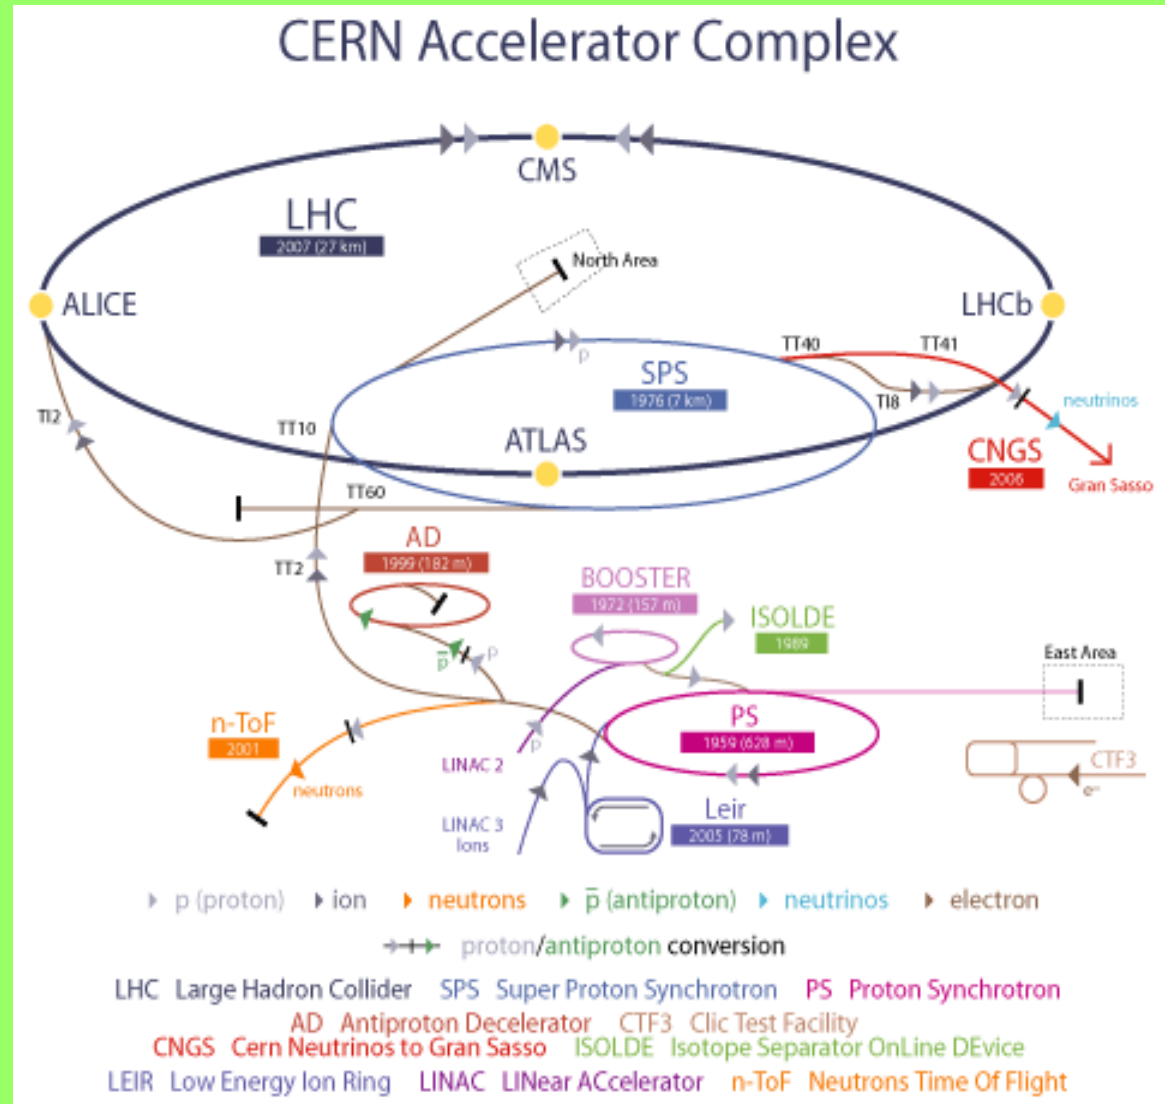 CERN Accelerator Complex
CMS
LHC
2007 (27 km)
North Area
ALICE
LHCb
TT40
TT41
p
SPS
1976 (7 km)
TI8
neutrinos
TI2
TT10
ATLAS
CNGS
2006
Gran Sasso
TT60
AD
1999 (182 m)
TT2
BOOSTER
1972 (157 m)
ISOLDE
1989
p̅
p
East Area
n-ToF
2001
PS
1959 (628 m)
p
LINAC 2
neutrons
CTF3
e⁻
LINAC 3
Ions
Leir
2005 (78 m)
p (proton) ion neutrons p̅ (antiproton) neutrinos electron
proton/antiproton conversion
LHC Large Hadron Collider SPS Super Proton Synchrotron PS Proton Synchrotron
AD Antiproton Decelerator CTF3 Clic Test Facility
CNGS Cern Neutrinos to Gran Sasso ISOLDE Isotope Separator OnLine DEvice
LEIR Low Energy Ion Ring LINAC LINear ACcelerator n-ToF Neutrons Time Of Flight